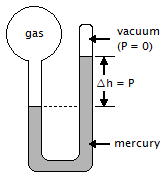 gas
vacuum
(P = 0)
Δh = P
mercury